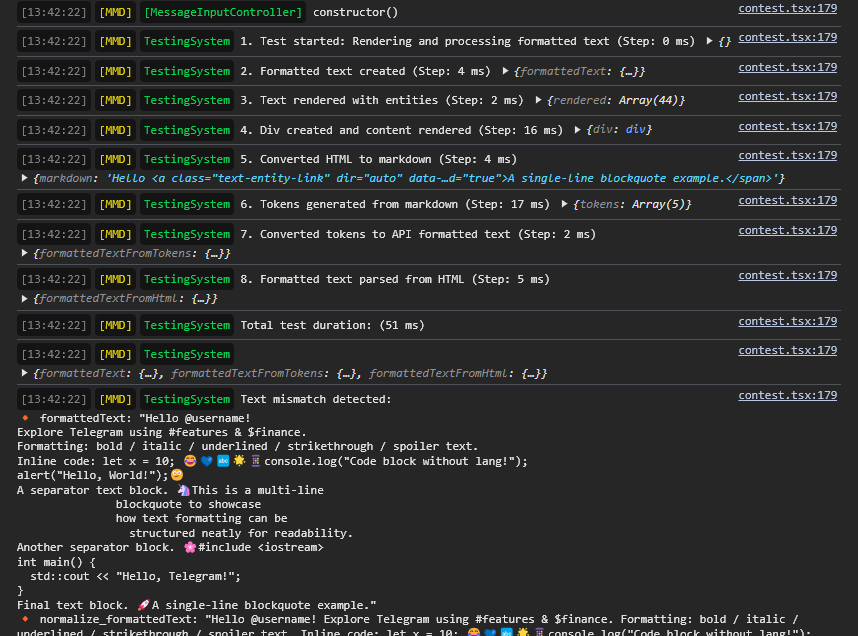 [13:42:22] [MMD] [MessageInputController] constructor() contest.tsx:179
[13:42:22] [MMD] TestingSystem 1. Test started: Rendering and processing formatted text (Step: 0 ms) ▶ {} contest.tsx:179
[13:42:22] [MMD] TestingSystem 2. Formatted text created (Step: 4 ms) ▶ {formattedText: {…}} contest.tsx:179
[13:42:22] [MMD] TestingSystem 3. Text rendered with entities (Step: 2 ms) ▶ {rendered: Array(44)} contest.tsx:179
[13:42:22] [MMD] TestingSystem 4. Div created and content rendered (Step: 16 ms) ▶ {div: div} contest.tsx:179
[13:42:22] [MMD] TestingSystem 5. Converted HTML to markdown (Step: 4 ms) contest.tsx:179
▶ {markdown: 'Hello <a class="text-entity-link" dir="auto" data-…d="true">A single-line blockquote example.</span>'}
[13:42:22] [MMD] TestingSystem 6. Tokens generated from markdown (Step: 17 ms) ▶ {tokens: Array(5)} contest.tsx:179
[13:42:22] [MMD] TestingSystem 7. Converted tokens to API formatted text (Step: 2 ms) contest.tsx:179
▶ {formattedTextFromTokens: {…}}
[13:42:22] [MMD] TestingSystem 8. Formatted text parsed from HTML (Step: 5 ms) contest.tsx:179
▶ {formattedTextFromHtml: {…}}
[13:42:22] [MMD] TestingSystem Total test duration: (51 ms) contest.tsx:179
[13:42:22] [MMD] TestingSystem contest.tsx:179
▶ {formattedText: {…}, formattedTextFromTokens: {…}, formattedTextFromHtml: {…}}
[13:42:22] [MMD] TestingSystem Text mismatch detected: contest.tsx:179
🔸 formattedText: "Hello @username!
Explore Telegram using #features & $finance.
Formatting: bold / italic / underlined / strikethrough / spoiler text.
Inline code: let x = 10; 😂💙🔤🌟🧬console.log("Code block without lang!");
alert("Hello, World!");😳
A separator text block. 🦄This is a multi-line
blockquote to showcase
how text formatting can be
structured neatly for readability.
Another separator block. 🌸#include <iostream>
int main() {
std::cout << "Hello, Telegram!";
}
Final text block. 🚀A single-line blockquote example."
🔸 normalize_formattedText: "Hello @username! Explore Telegram using #features & $finance. Formatting: bold / italic /
underlined / strikethrough / spoiler text. Inline code: let x = 10; 😂💙🔤🌟🧬console.log("Code block without lang!");